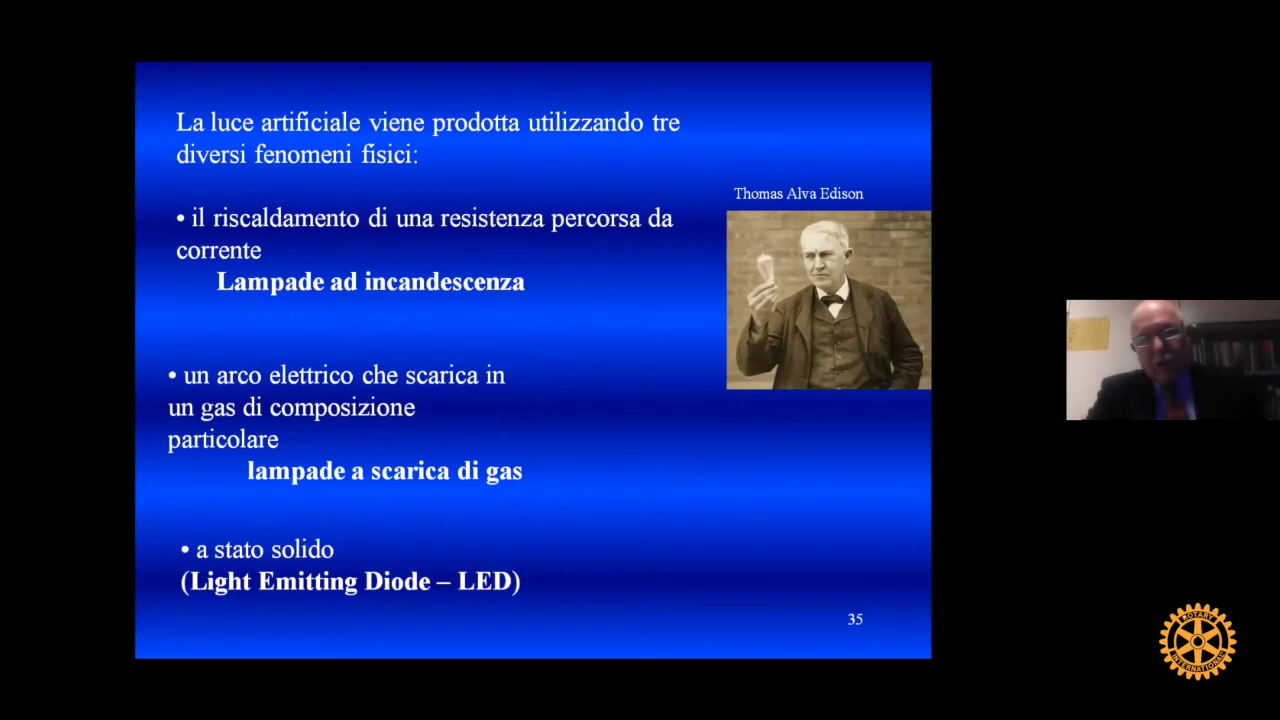 La luce artificiale viene prodotta utilizzando tre
diversi fenomeni fisici:
• il riscaldamento di una resistenza percorsa da
corrente
Lampade ad incandescenza
Thomas Alva Edison
• un arco elettrico che scarica in
un gas di composizione
particolare
lampade a scarica di gas
• a stato solido
(Light Emitting Diode – LED)
35
ROTARY
INTERNATIONAL